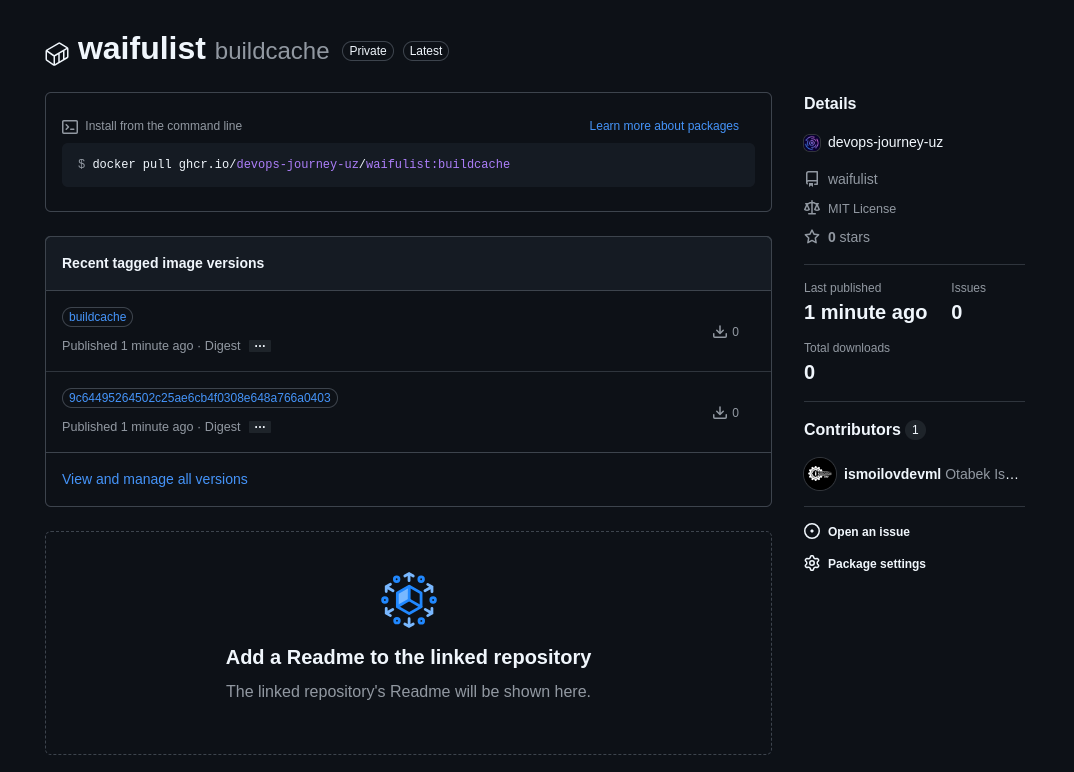 waifulist buildcache Private Latest
Install from the command line Learn more about packages
$ docker pull ghcr.io/devops-journey-uz/waifulist:buildcache
Recent tagged image versions
buildcache
Published 1 minute ago · Digest ...
0
9c64495264502c25ae6cb4f0308e648a766a0403
Published 1 minute ago · Digest ...
0
View and manage all versions
Add a Readme to the linked repository
The linked repository's Readme will be shown here.
Details
devops-journey-uz
waifulist
MIT License
0 stars
Last published Issues
1 minute ago 0
Total downloads
0
Contributors 1
ismoilovdevml Otabek Is...
Open an issue
Package settings